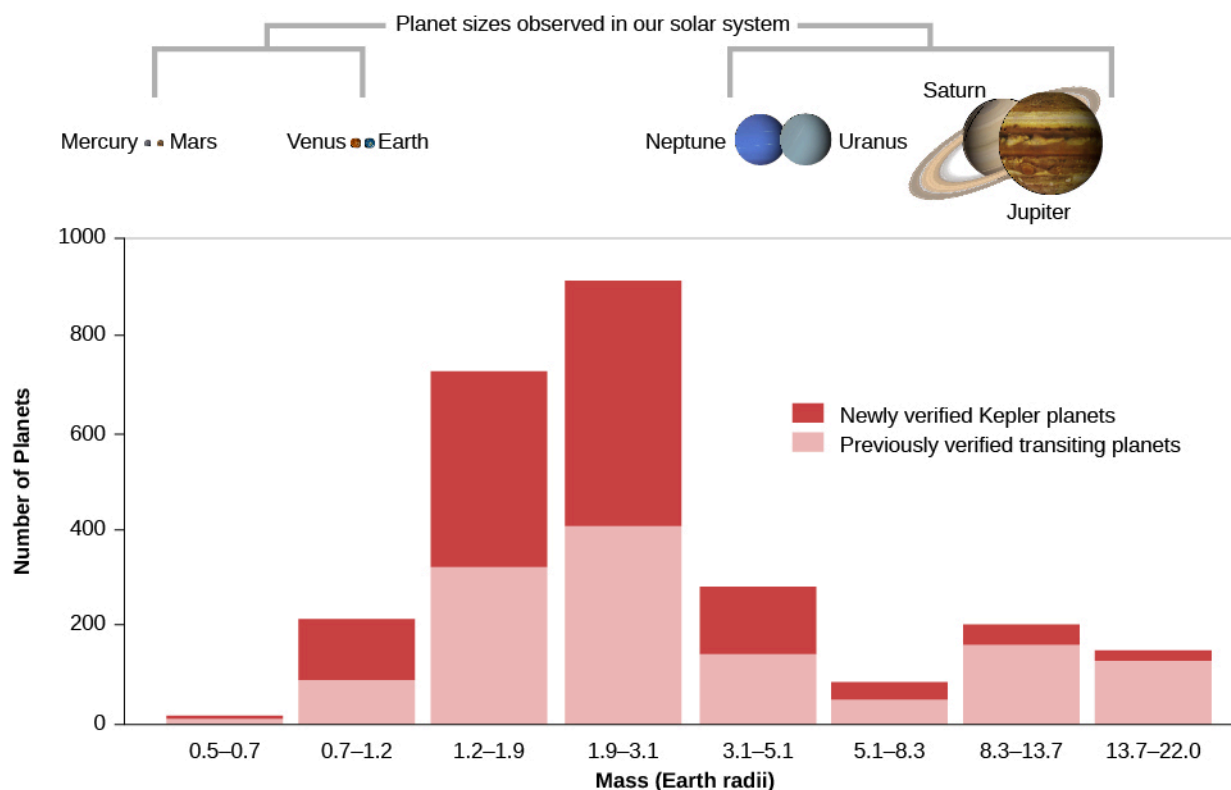 Planet sizes observed in our solar system
Saturn
Mercury Mars Venus Earth Neptune Uranus
Jupiter
1000
800
600
400
200
0
Number of Planets
Newly verified Kepler planets
Previously verified transiting planets
0.5–0.7 0.7–1.2 1.2–1.9 1.9–3.1 3.1–5.1 5.1–8.3 8.3–13.7 13.7–22.0
Mass (Earth radii)